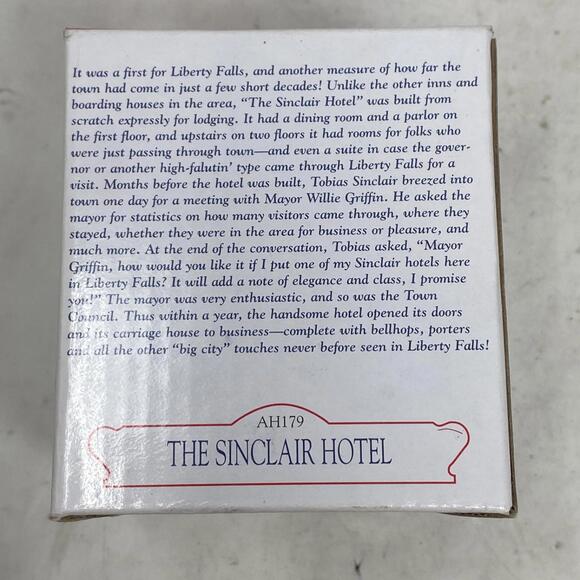 It was a first for Liberty Falls, and another measure of how far the
town had come in just a few short decades! Unlike the other inns and
boarding houses in the area, “The Sinclair Hotel” was built from
scratch expressly for lodging. It had a dining room and a parlor on
the first floor, and upstairs on two floors it had rooms for folks who
were just passing through town—and even a suite in case the gover-
nor or another high-falutin’ type came through Liberty Falls for a
visit. Months before the hotel was built, Tobias Sinclair breezed into
town one day for a meeting with Mayor Willie Griffin. He asked the
mayor for statistics on how many visitors came through, where they
stayed, whether they were in the area for business or pleasure, and
much more. At the end of the conversation, Tobias asked, “Mayor
Griffin, how would you like it if I put one of my Sinclair hotels here
in Liberty Falls? It will add a note of elegance and class, I promise
you!” The mayor was very enthusiastic, and so was the Town
Council. Thus within a year, the handsome hotel opened its doors
and its carriage house to business—complete with bellhops, porters
and all the other “big city” touches never before seen in Liberty Falls!
AH179
THE SINCLAIR HOTEL